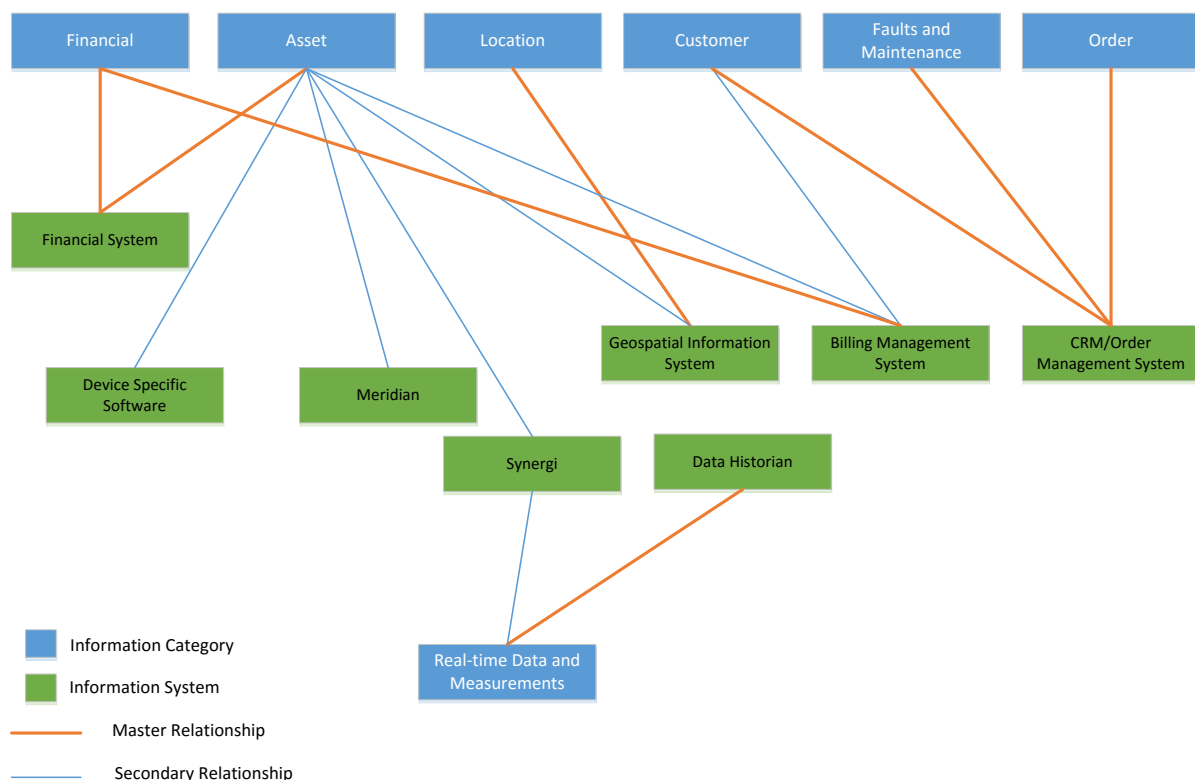 Financial
Asset
Location
Customer
Faults and
Maintenance
Order
Financial System
Geospatial Information
System
Billing Management
System
CRM/Order
Management System
Device Specific
Software
Meridian
Synergi
Data Historian
Real-time Data and
Measurements
Information Category
Information System
Master Relationship
Secondary Relationship